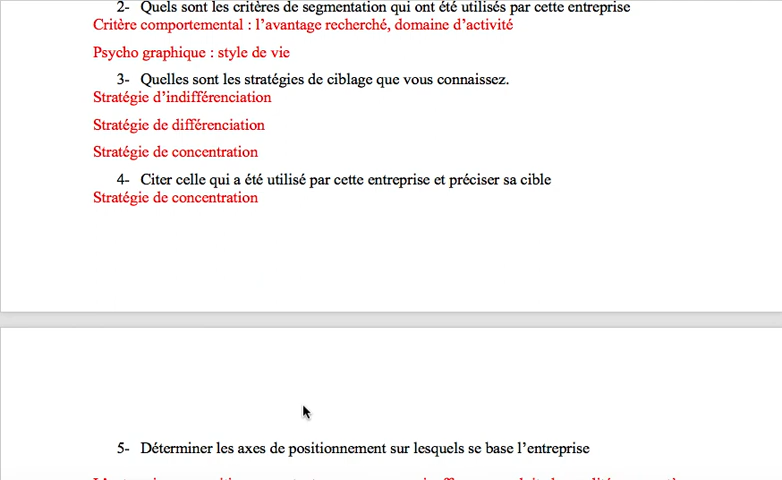 2- Quels sont les critères de segmentation qui ont été utilisés par cette entreprise
Critère comportemental : l’avantage recherché, domaine d’activité
Psycho graphique : style de vie
3- Quelles sont les stratégies de ciblage que vous connaissez.
Stratégie d’indifférenciation
Stratégie de différenciation
Stratégie de concentration
4- Citer celle qui a été utilisé par cette entreprise et préciser sa cible
Stratégie de concentration
5- Déterminer les axes de positionnement sur lesquels se base l’entreprise